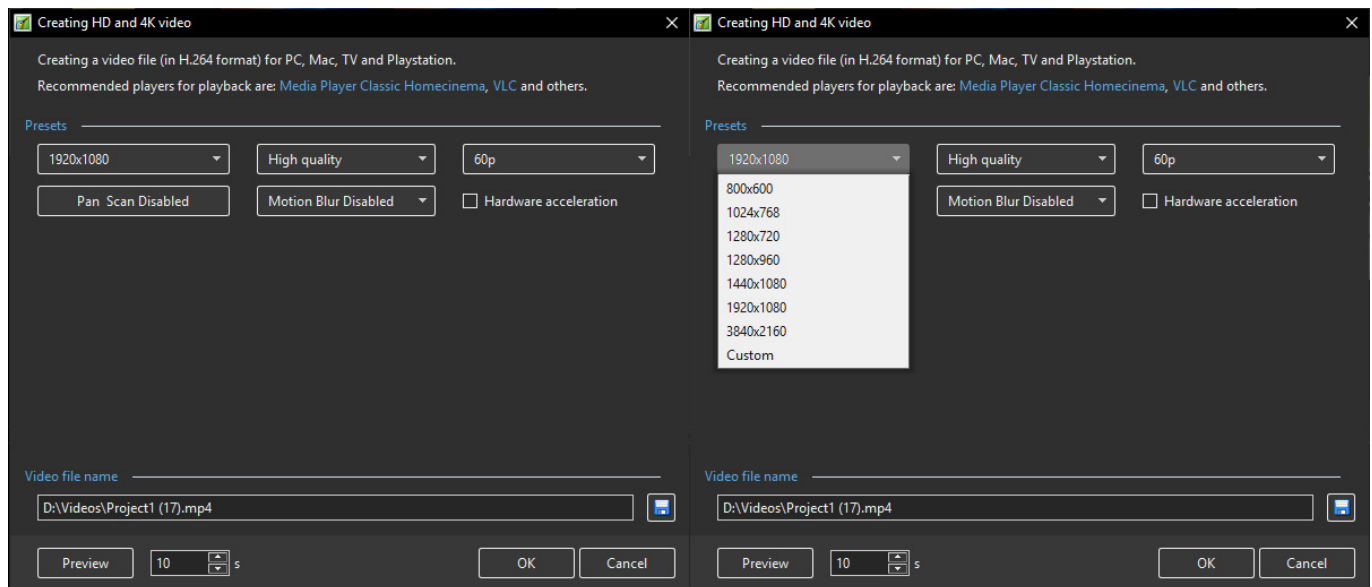 Creating HD and 4K video
Creating a video file (in H.264 format) for PC, Mac, TV and Playstation.
Recommended players for playback are: Media Player Classic Homecinema, VLC and others.
Presets
1920x1080
High quality
60p
Pan Scan Disabled
Motion Blur Disabled
Hardware acceleration
Video file name
D:\Videos\Project1 (17).mp4
Preview
10
s
OK
Cancel
Creating HD and 4K video
Creating a video file (in H.264 format) for PC, Mac, TV and Playstation.
Recommended players for playback are: Media Player Classic Homecinema, VLC and others.
Presets
1920x1080
High quality
60p
800x600
1024x768
1280x720
1280x960
1440x1080
1920x1080
3840x2160
Custom
Motion Blur Disabled
Hardware acceleration
Video file name
D:\Videos\Project1 (17).mp4
Preview
10
s
OK
Cancel